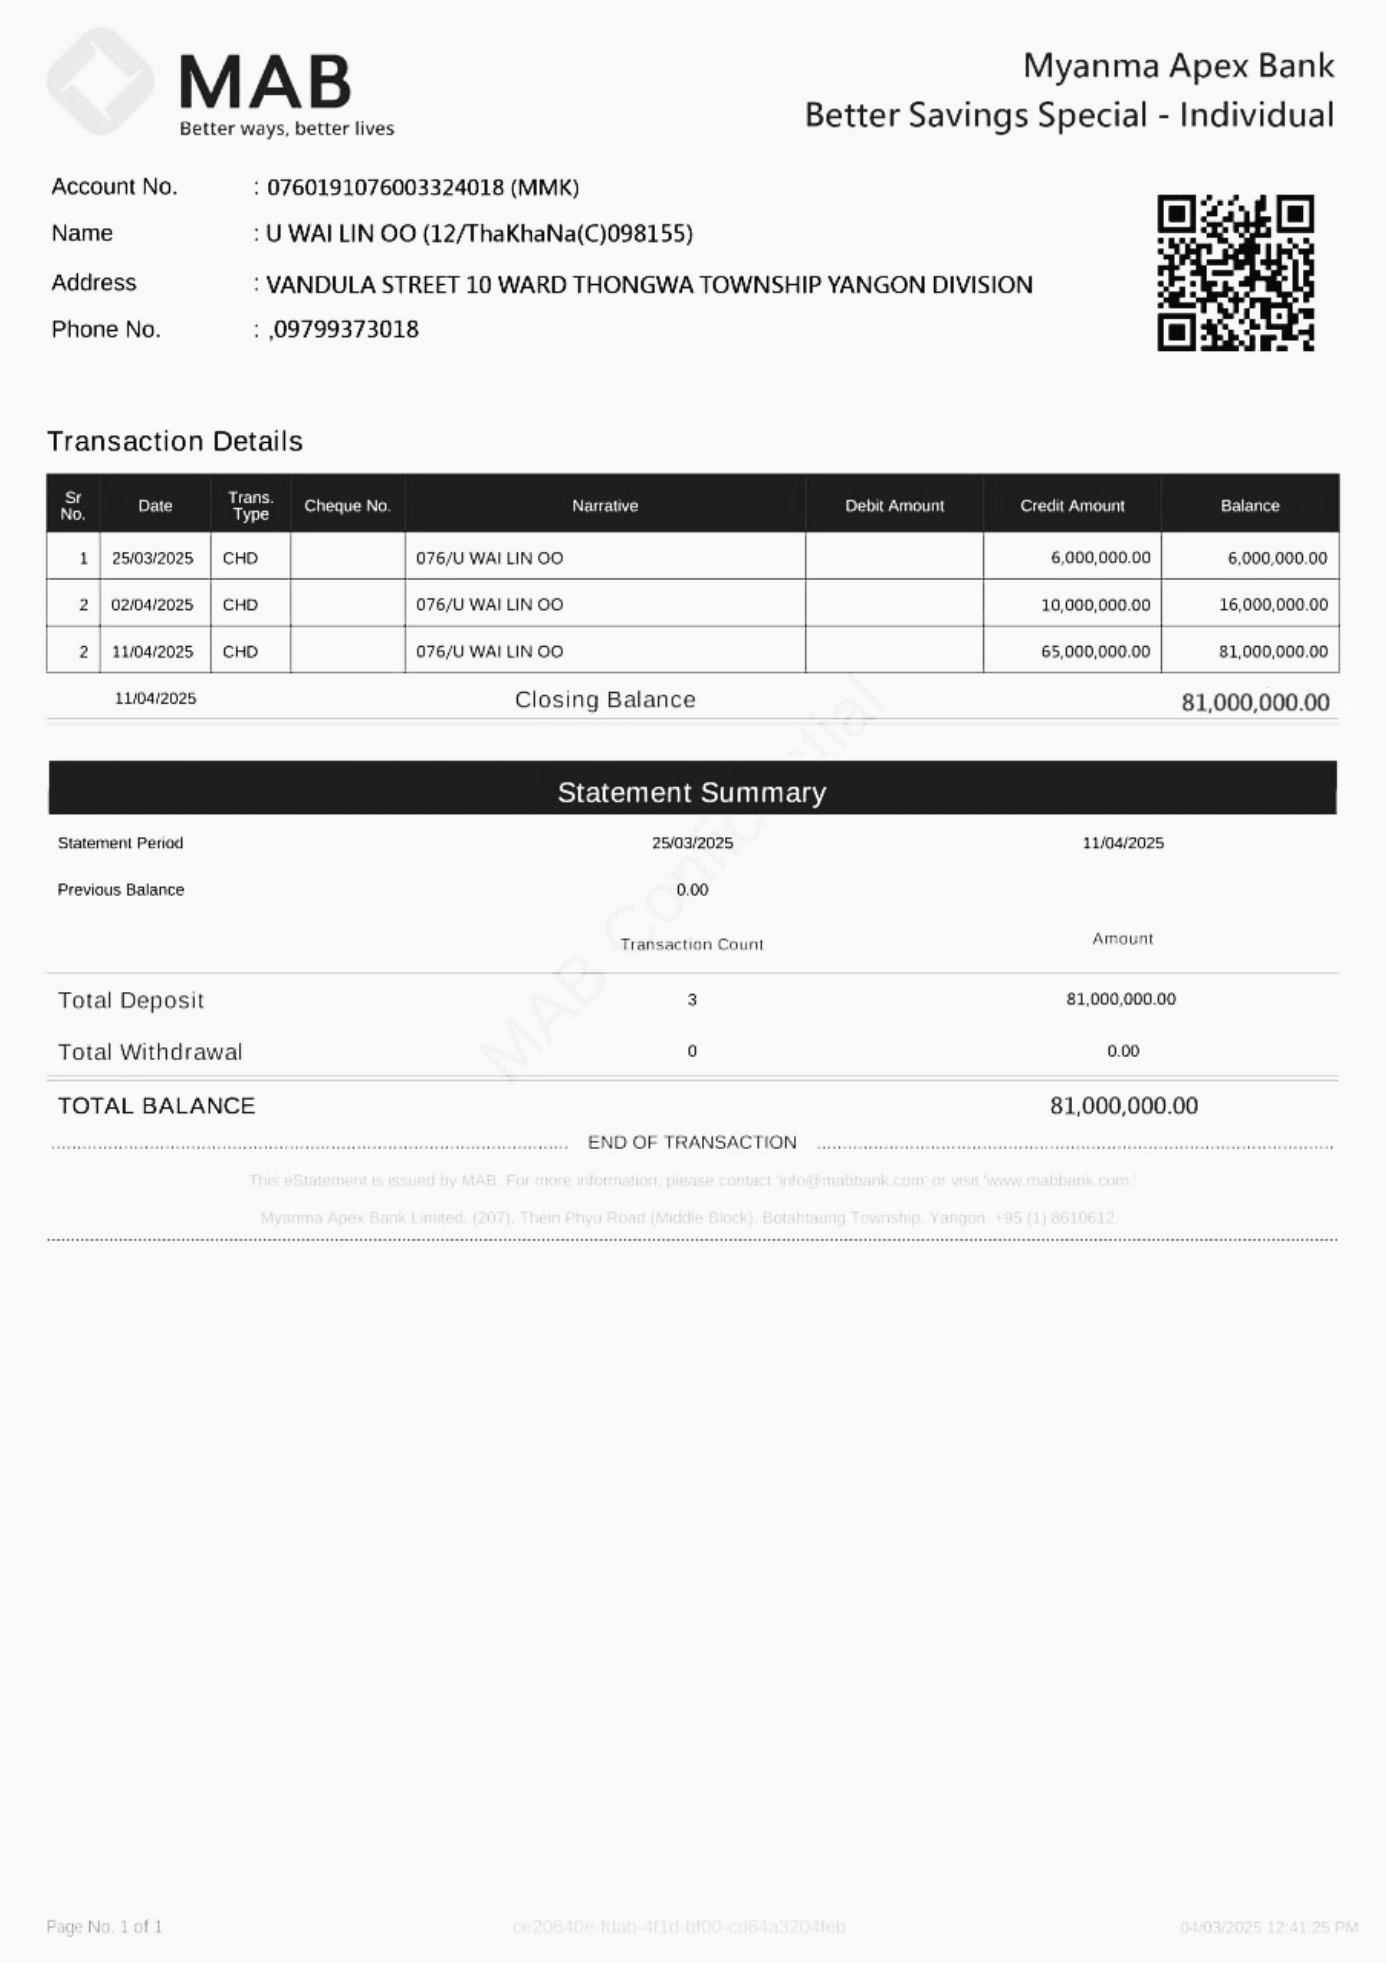 MAB
Better ways, better lives
Myanma Apex Bank
Better Savings Special - Individual
Account No. : 0760191076003324018 (MMK)
Name : U WAI LIN OO (12/ThaKhaNa(C)098155)
Address : VANDULA STREET 10 WARD THONGWA TOWNSHIP YANGON DIVISION
Phone No. : ,09799373018
Transaction Details
Sr No. Date Trans. Type Cheque No. Narrative Debit Amount Credit Amount Balance
1 25/03/2025 CHD 076/U WAI LIN OO 6,000,000.00 6,000,000.00
2 02/04/2025 CHD 076/U WAI LIN OO 10,000,000.00 16,000,000.00
2 11/04/2025 CHD 076/U WAI LIN OO 65,000,000.00 81,000,000.00
11/04/2025 Closing Balance 81,000,000.00
MAB Confidential
Statement Summary
Statement Period 25/03/2025 11/04/2025
Previous Balance 0.00
Transaction Count Amount
Total Deposit 3 81,000,000.00
Total Withdrawal 0 0.00
TOTAL BALANCE 81,000,000.00
END OF TRANSACTION
This eStatement is issued by MAB. For more information, please contact 'info@mabbank.com' or visit 'www.mabbank.com.'
Myanma Apex Bank Limited. (207), Thein Phyu Road (Middle Block), Botahtaung Township, Yangon. +95 (1) 8610612.
Page No. 1 of 1 ce20640e-fdab-4f1d-bf00-cd64a3204feb 04/03/2025 12:41:25 PM